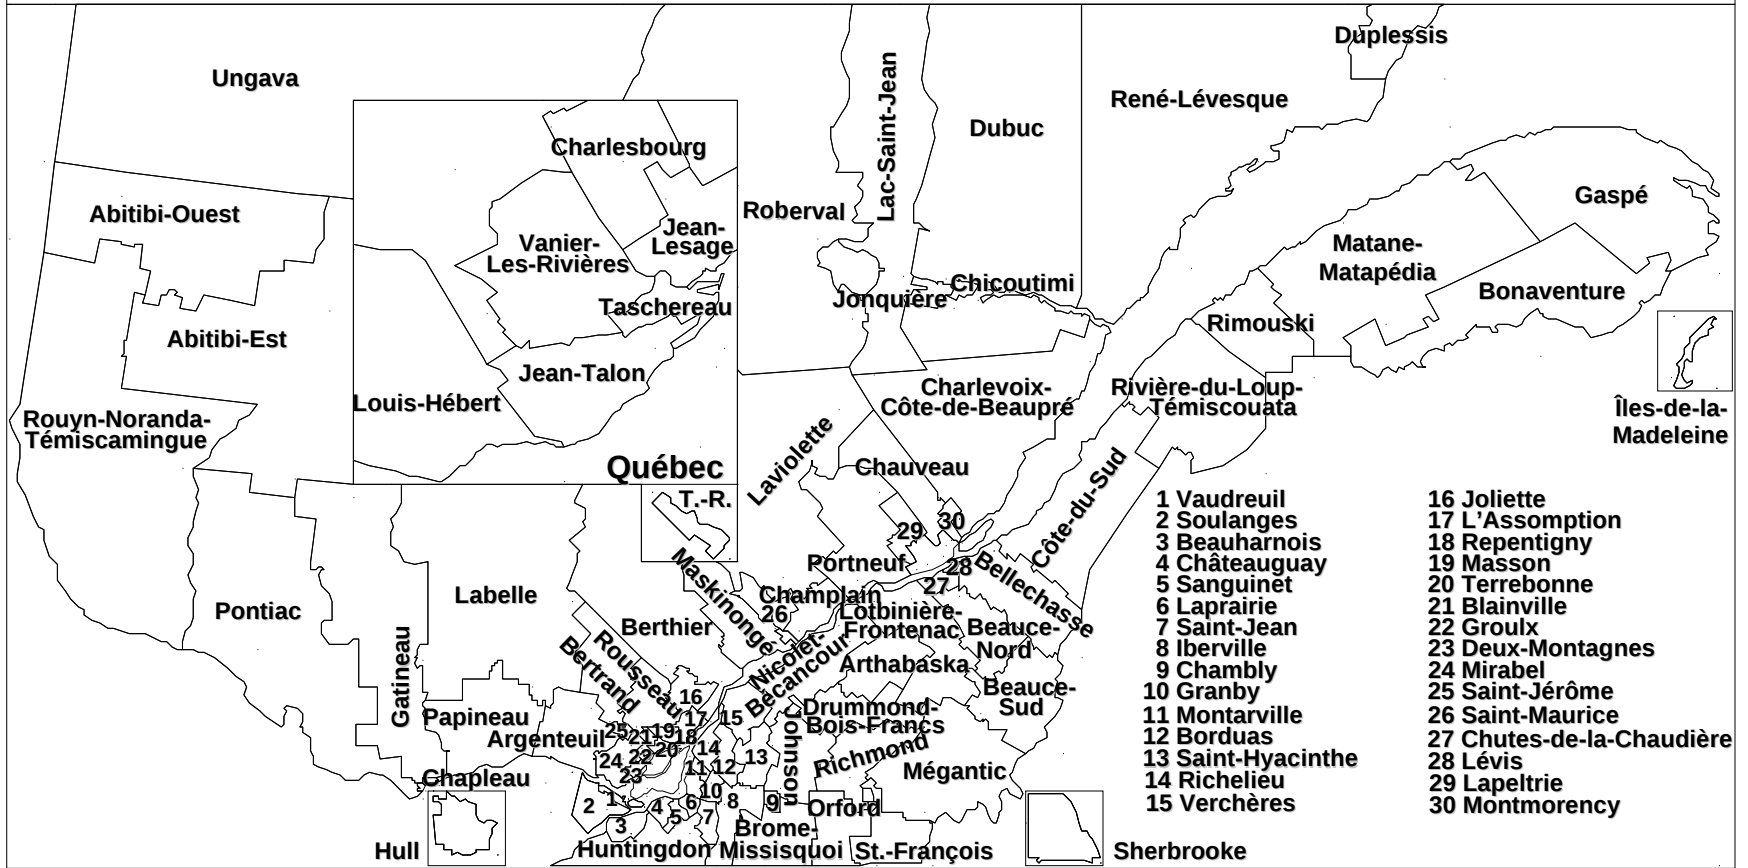 Duplessis
Ungava
René-Lévesque
Lac-Saint-Jean
Dubuc
Charlesbourg
Gaspé
Abitibi-Ouest
Roberval
Jean-
Lesage
Vanier-
Les-Rivières
Matane-
Matapédia
Chicoutimi
Bonaventure
Jonquière
Taschereau
Rimouski
Abitibi-Est
Jean-Talon
Charlevoix-
Côte-de-Beaupré
Rivière-du-Loup-
Témiscouata
Louis-Hébert
Îles-de-la-
Madeleine
Rouyn-Noranda-
Témiscamingue
Laviolette
Chauveau
Québec
T.-R.
Côte-du-Sud
30
29
Portneuf
28
27
Bellechasse
Maskinongé
Champlain
26
Labelle
Pontiac
Lotbinière-
Frontenac
Berthier
Beauce-
Nord
Nicolet-
Bécancour
Arthabaska
Rousseau
Bertrand
Gatineau
Beauce-
Sud
16
17
15
Drummond-
Bois-Francs
Papineau
Argenteuil
25
21
19
18
Johnson
Richmond
24
22
20
14
13
23
11
12
Mégantic
Chapleau
10
2
1
4
6
8
9
Orford
3
5
7
Brome-
Missisquoi
Huntingdon
St.-François
Hull
Sherbrooke
1 Vaudreuil
2 Soulanges
3 Beauharnois
4 Châteauguay
5 Sanguinet
6 Laprairie
7 Saint-Jean
8 Iberville
9 Chambly
10 Granby
11 Montarville
12 Borduas
13 Saint-Hyacinthe
14 Richelieu
15 Verchères
16 Joliette
17 L’Assomption
18 Repentigny
19 Masson
20 Terrebonne
21 Blainville
22 Groulx
23 Deux-Montagnes
24 Mirabel
25 Saint-Jérôme
26 Saint-Maurice
27 Chutes-de-la-Chaudière
28 Lévis
29 Lapeltrie
30 Montmorency